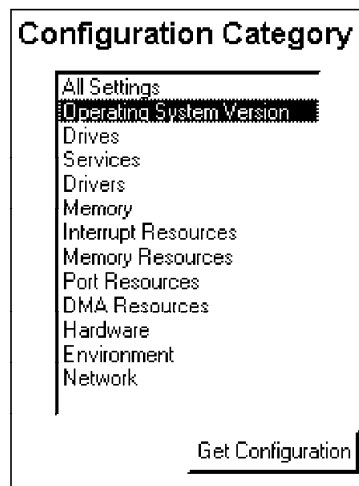 Configuration Category
All Settings
Operating System Version
Drives
Services
Drivers
Memory
Interrupt Resources
Memory Resources
Port Resources
DMA Resources
Hardware
Environment
Network
Get Configuration